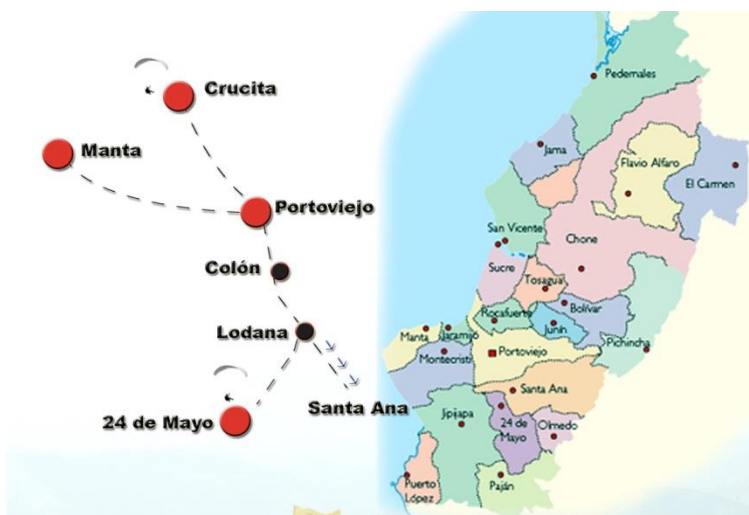 Crucita
Manta
Portoviejo
Colón
Lodana
24 de Mayo
Santa Ana
Pedernales
Jama
Flavio Alfaro
El Carmen
San Vicente
Chone
Sucre
Tosagua
Bolívar
Rocafuerte
Junín
Manta
Jaramijó
Pichincha
Montecristi
Portoviejo
Santa Ana
Jipijapa
24 de
Mayo
Olmedo
Puerto
López
Paján